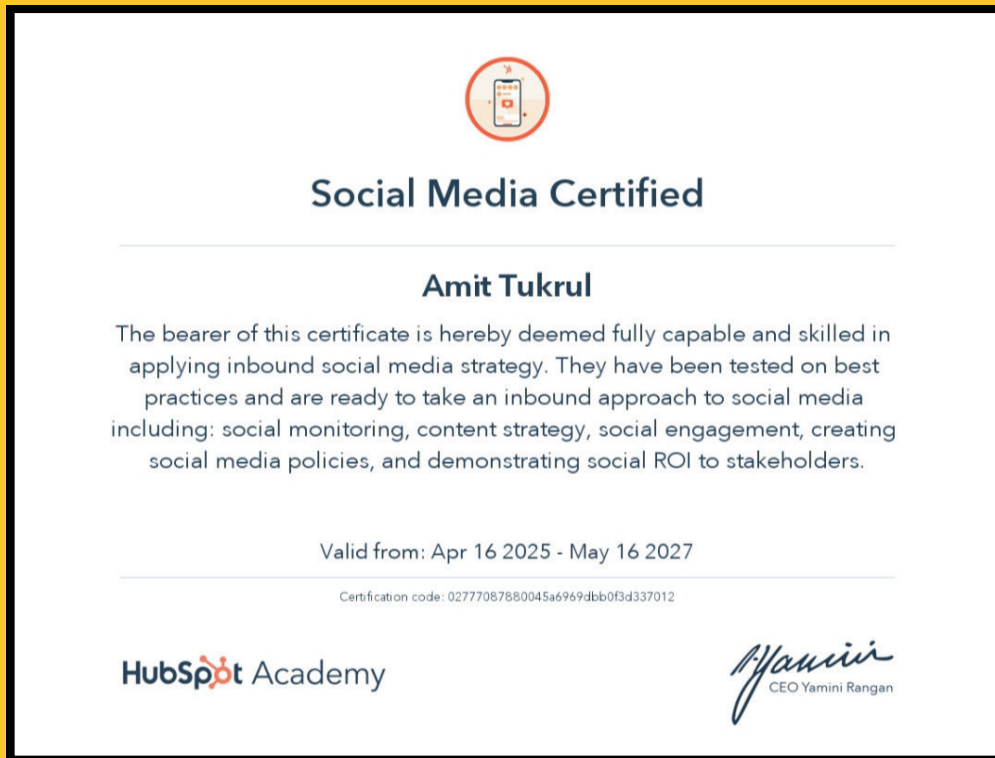 Social Media Certified
Amit Tukrul
The bearer of this certificate is hereby deemed fully capable and skilled in
applying inbound social media strategy. They have been tested on best
practices and are ready to take an inbound approach to social media
including: social monitoring, content strategy, social engagement, creating
social media policies, and demonstrating social ROI to stakeholders.
Valid from: Apr 16 2025 - May 16 2027
Certification code: 02777087880045a6969dbb0f3d337012
HubSpot Academy
Yamini
CEO Yamini Rangan